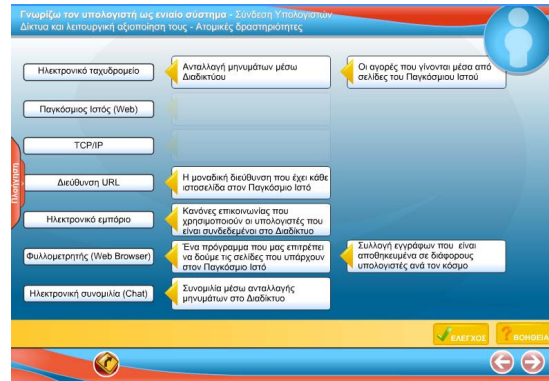 Γνωρίζω τον υπολογιστή ως ενιαίο σύστημα - Σύνδεση Υπολογιστών
Δίκτυα και λειτουργική αξιοποίηση τους - Ατομικές δραστηριότητες
Ηλεκτρονικό ταχυδρομείο
Ανταλλαγή μηνυμάτων μέσω
Διαδικτύου
Οι αγορές που γίνονται μέσα από
σελίδες του Παγκόσμιου Ιστού
Παγκόσμιος Ιστός (Web)
TCP/IP
Διεύθυνση URL
Η μοναδική διεύθυνση που έχει κάθε
ιστοσελίδα στον Παγκόσμιο Ιστό
Ηλεκτρονικό εμπόριο
Κανόνες επικοινωνίας που
χρησιμοποιούν οι υπολογιστές που
είναι συνδεδεμένοι στο Διαδίκτυο
Φυλλομετρητής (Web Browser)
Ένα πρόγραμμα που μας επιτρέπει
να δούμε τις σελίδες που υπάρχουν
στον Παγκόσμιο Ιστό
Συλλογή εγγράφων που είναι
αποθηκευμένα σε διάφορους
υπολογιστές ανά τον κόσμο
Ηλεκτρονική συνομιλία (Chat)
Συνομιλία μέσω ανταλλαγής
μηνυμάτων στο Διαδίκτυο
Πλοήγηση
ΕΛΕΓΧΟΣ
ΒΟΗΘΕΙΑ